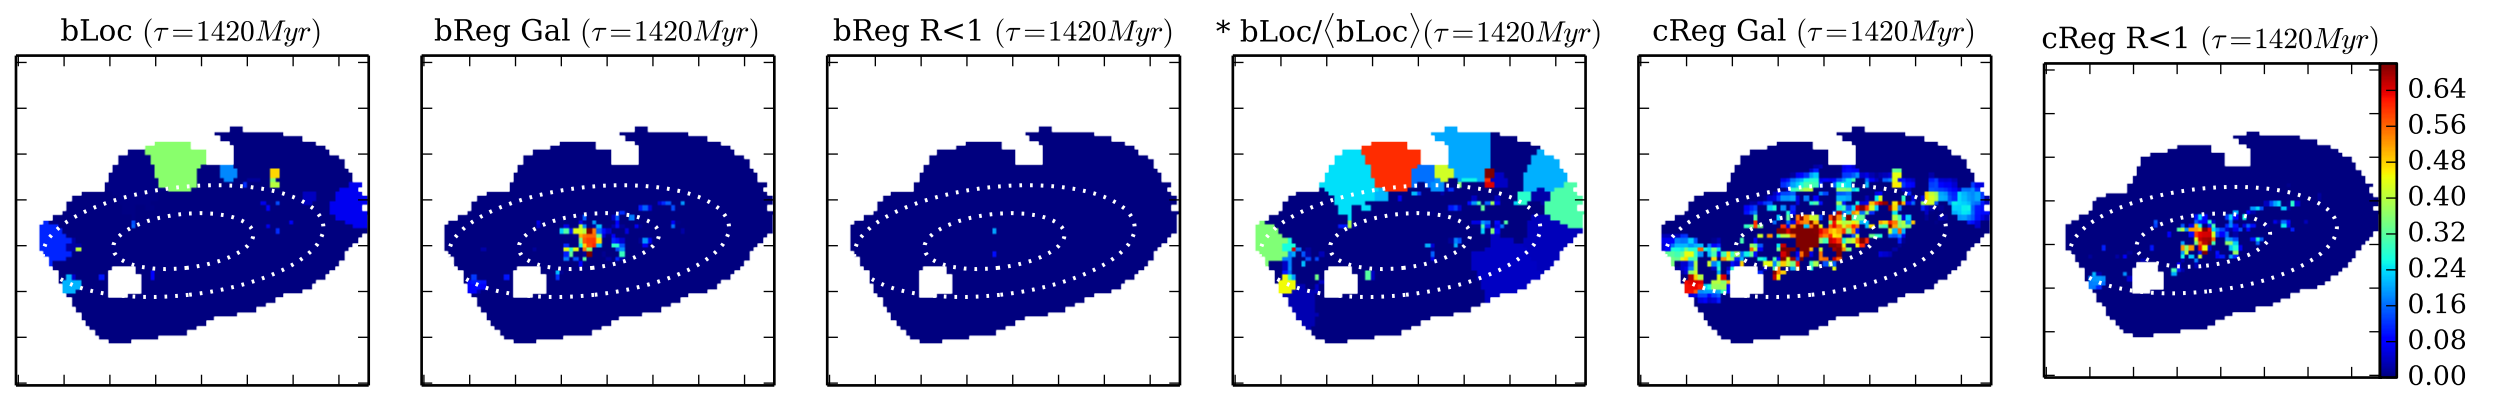 bLoc (τ=1420Myr)
bReg Gal (τ=1420Myr)
bReg R<1 (τ=1420Myr)
* bLoc/⟨bLoc⟩(τ=1420Myr)
cReg Gal (τ=1420Myr)
cReg R<1 (τ=1420Myr)
0.64
0.56
0.48
0.40
0.32
0.24
0.16
0.08
0.00